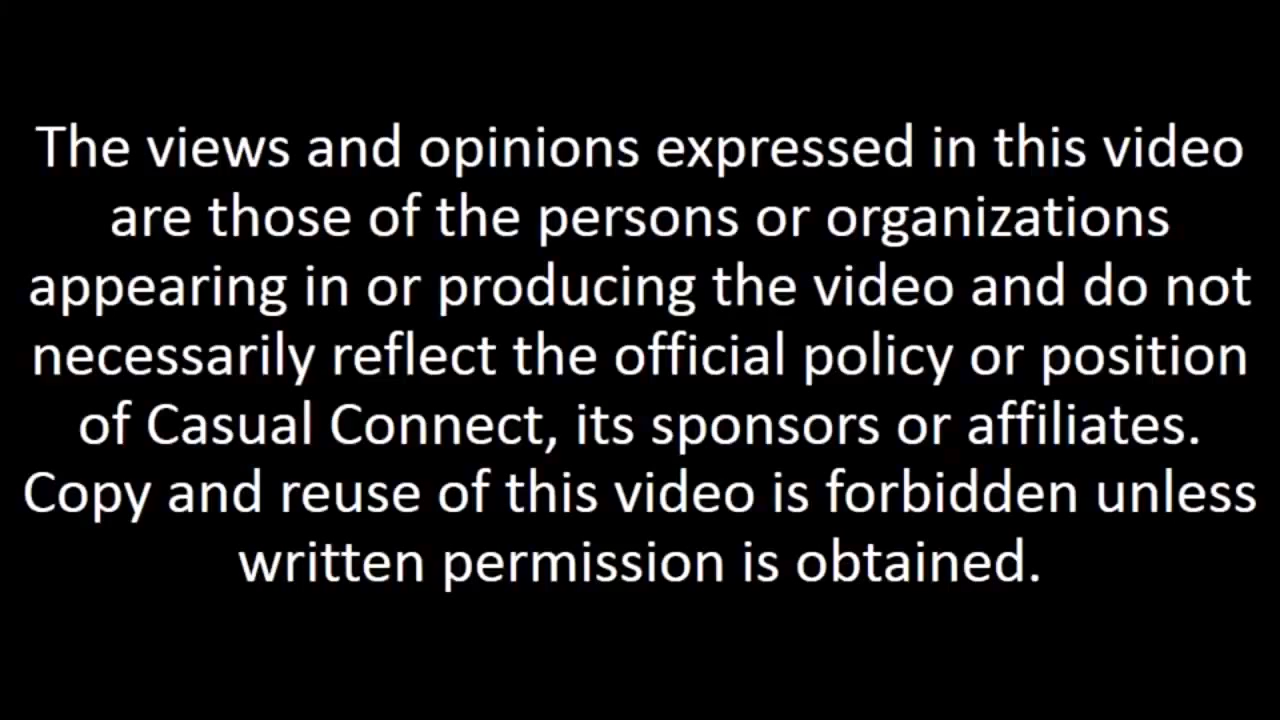 The views and opinions expressed in this video
are those of the persons or organizations
appearing in or producing the video and do not
necessarily reflect the official policy or position
of Casual Connect, its sponsors or affiliates.
Copy and reuse of this video is forbidden unless
written permission is obtained.